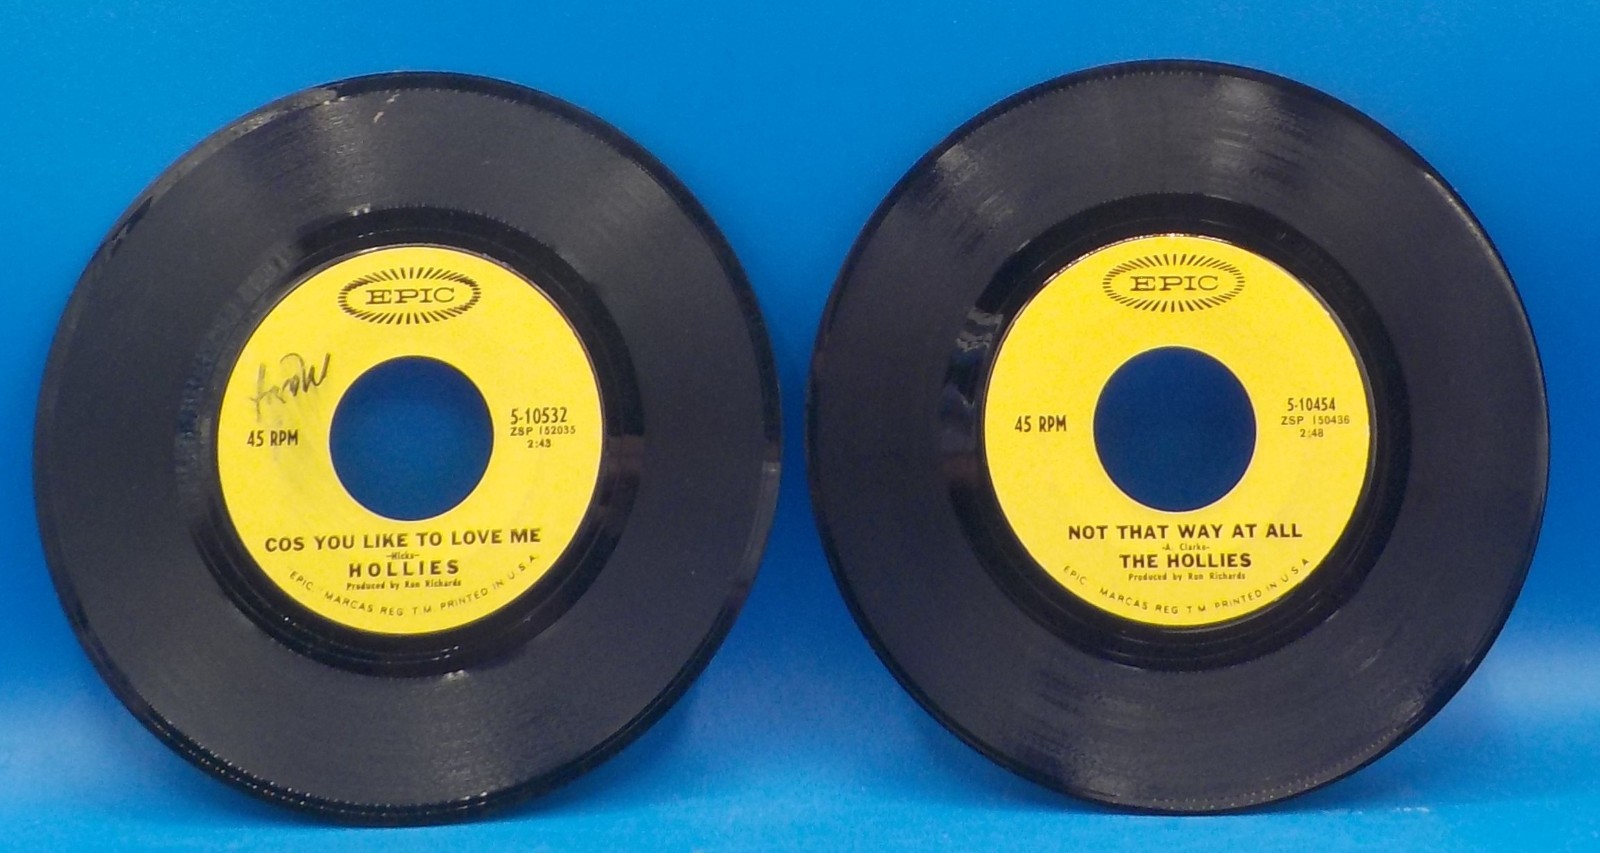 EPIC
45 RPM
5-10532
ZSP 152035
2:43
COS YOU LIKE TO LOVE ME
-Hicks-
HOLLIES
Produced by Ron Richards
EPIC. MARCAS REG. T.M. PRINTED IN U.S.A.
EPIC
45 RPM
5-10454
ZSP 150436
2:48
NOT THAT WAY AT ALL
-A. Clarke-
THE HOLLIES
Produced by Ron Richards
EPIC. MARCAS REG. T.M. PRINTED IN U.S.A.